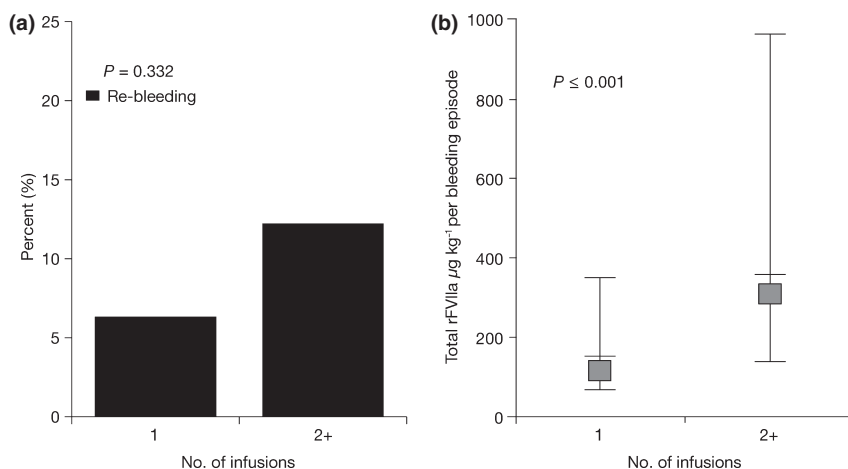 (a)
P = 0.332
Re-bleeding
25
20
15
10
5
0
Percent (%)
1
2+
No. of infusions
(b)
P ≤ 0.001
1000
800
600
400
200
0
Total rFVIIa µg kg⁻¹ per bleeding episode
1
2+
No. of infusions